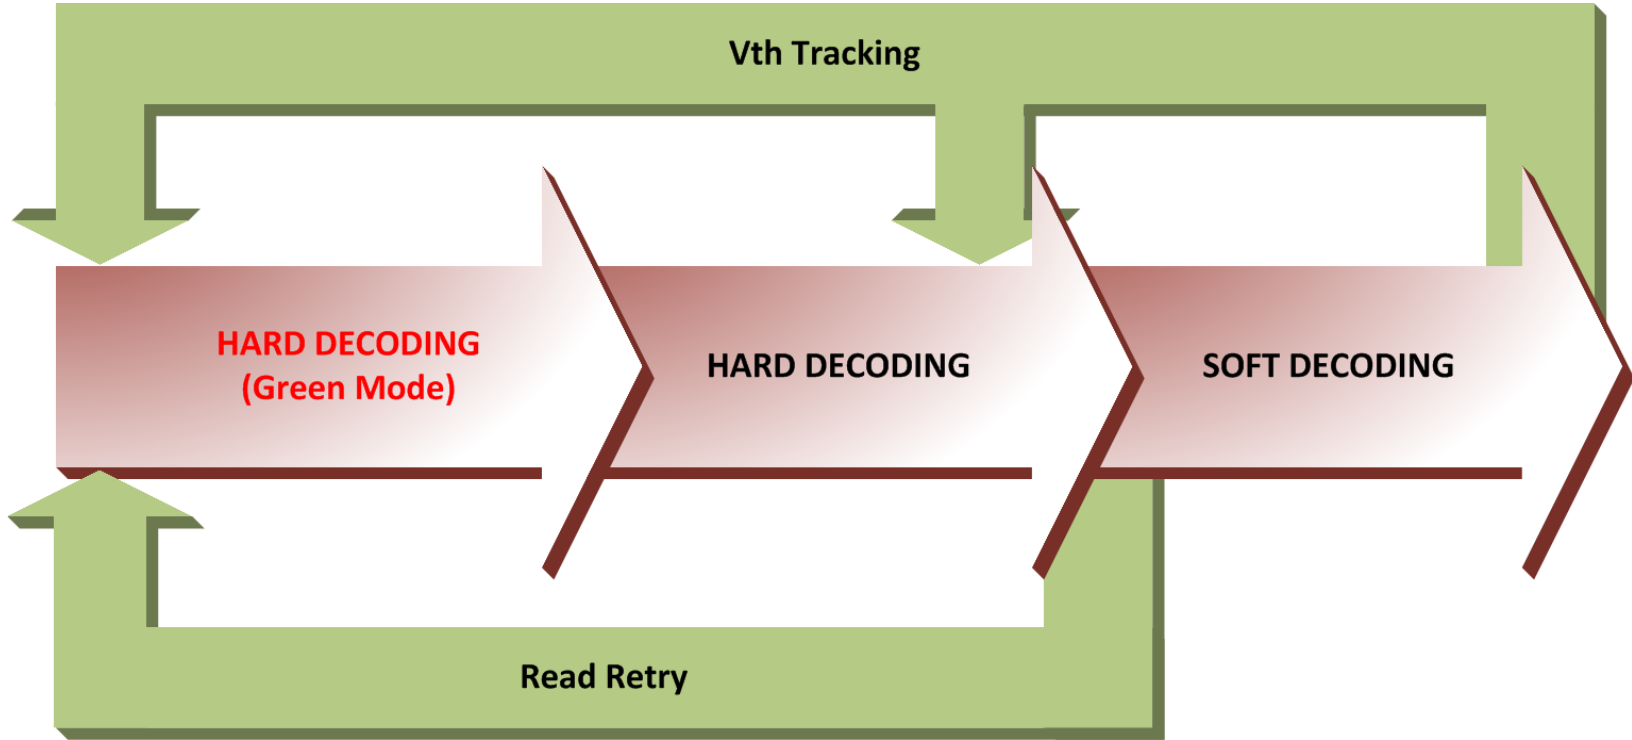 Vth Tracking
HARD DECODING
(Green Mode)
HARD DECODING
SOFT DECODING
Read Retry